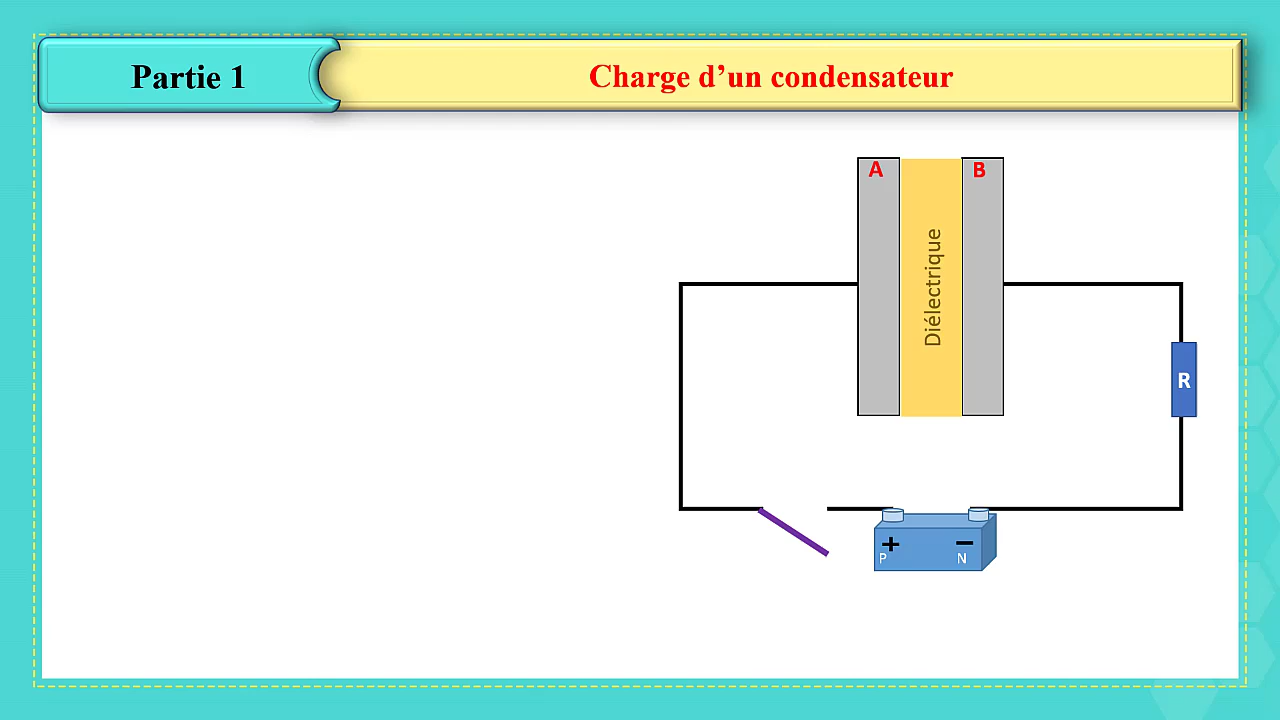 Partie 1
Charge d’un condensateur
A
B
Diélectrique
R
+
−
P
N